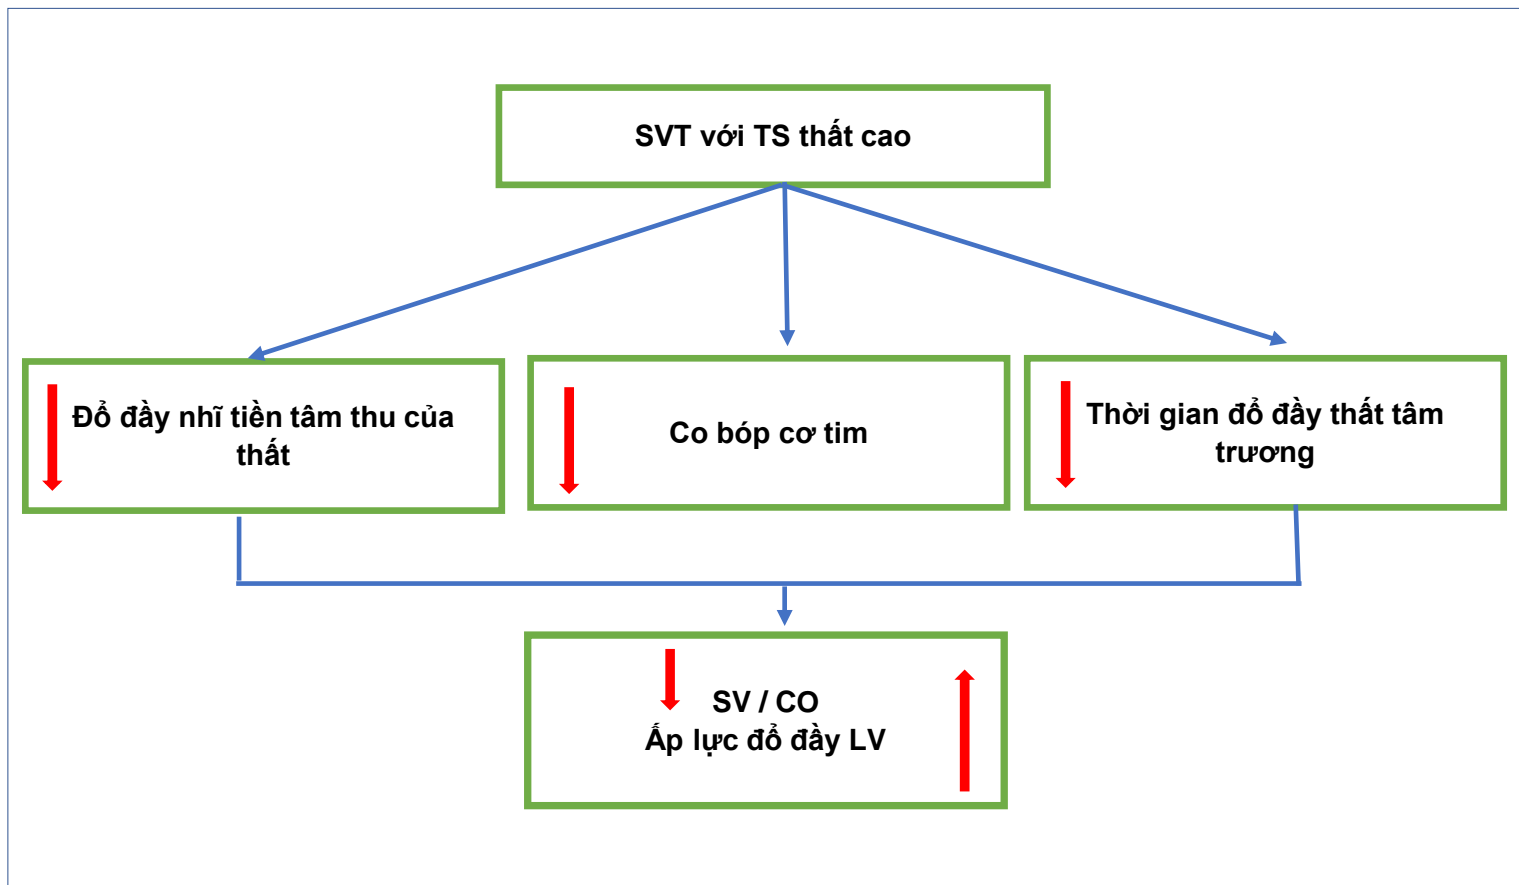 SVT với TS thất cao
Đổ đầy nhĩ tiền tâm thu của
thất
Co bóp cơ tim
Thời gian đổ đầy thất tâm
trương
SV / CO
Ấp lực đổ đầy LV